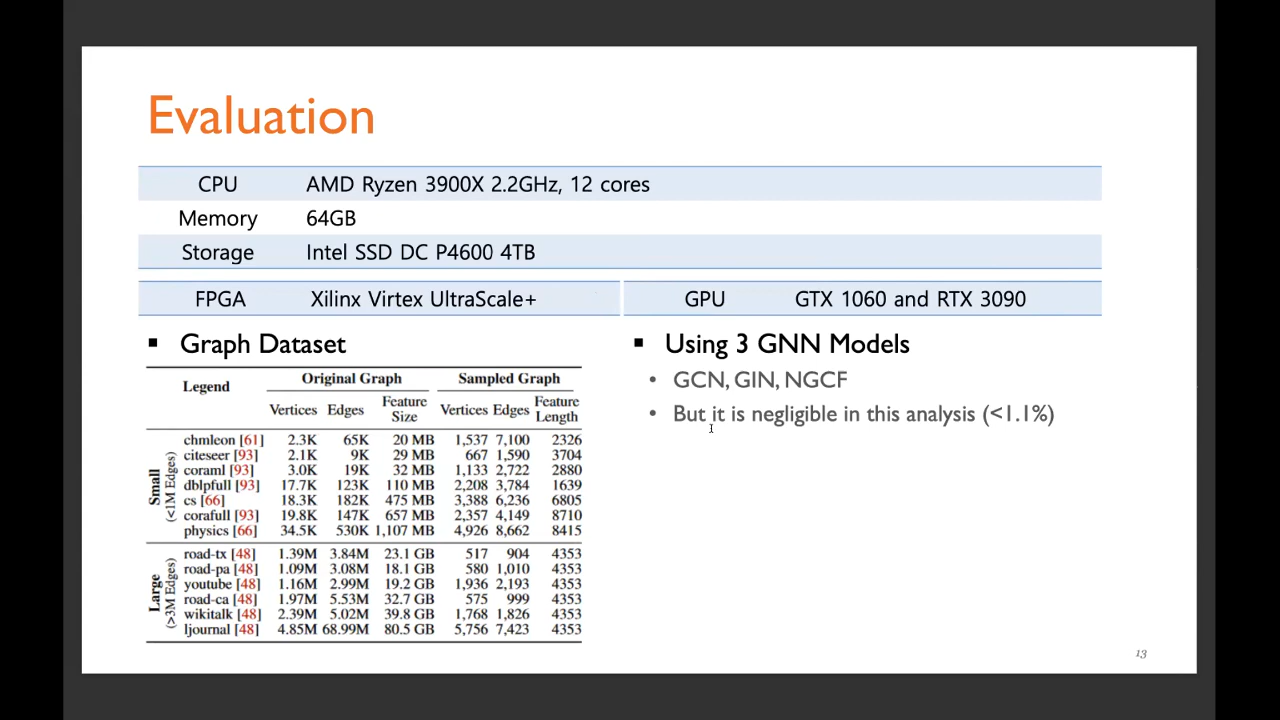 Evaluation
CPU AMD Ryzen 3900X 2.2GHz, 12 cores
Memory 64GB
Storage Intel SSD DC P4600 4TB
FPGA Xilinx Virtex UltraScale+ GPU GTX 1060 and RTX 3090
▪ Graph Dataset
Legend Original Graph Sampled Graph
Vertices Edges Feature Size Vertices Edges Feature Length
Small (<1M Edges)
chmleon [61] 2.3K 65K 20 MB 1,537 7,100 2326
citeseer [93] 2.1K 9K 29 MB 667 1,590 3704
coraml [93] 3.0K 19K 32 MB 1,133 2,722 2880
dblpfull [93] 17.7K 123K 110 MB 2,208 3,784 1639
cs [66] 18.3K 182K 475 MB 3,388 6,236 6805
corafull [93] 19.8K 147K 657 MB 2,357 4,149 8710
physics [66] 34.5K 530K 1,107 MB 4,926 8,662 8415
Large (>3M Edges)
road-tx [48] 1.39M 3.84M 23.1 GB 517 904 4353
road-pa [48] 1.09M 3.08M 18.1 GB 580 1,010 4353
youtube [48] 1.16M 2.99M 19.2 GB 1,936 2,193 4353
road-ca [48] 1.97M 5.53M 32.7 GB 575 999 4353
wikitalk [48] 2.39M 5.02M 39.8 GB 1,768 1,826 4353
ljournal [48] 4.85M 68.99M 80.5 GB 5,756 7,423 4353
▪ Using 3 GNN Models
• GCN, GIN, NGCF
• But it is negligible in this analysis (<1.1%)
13